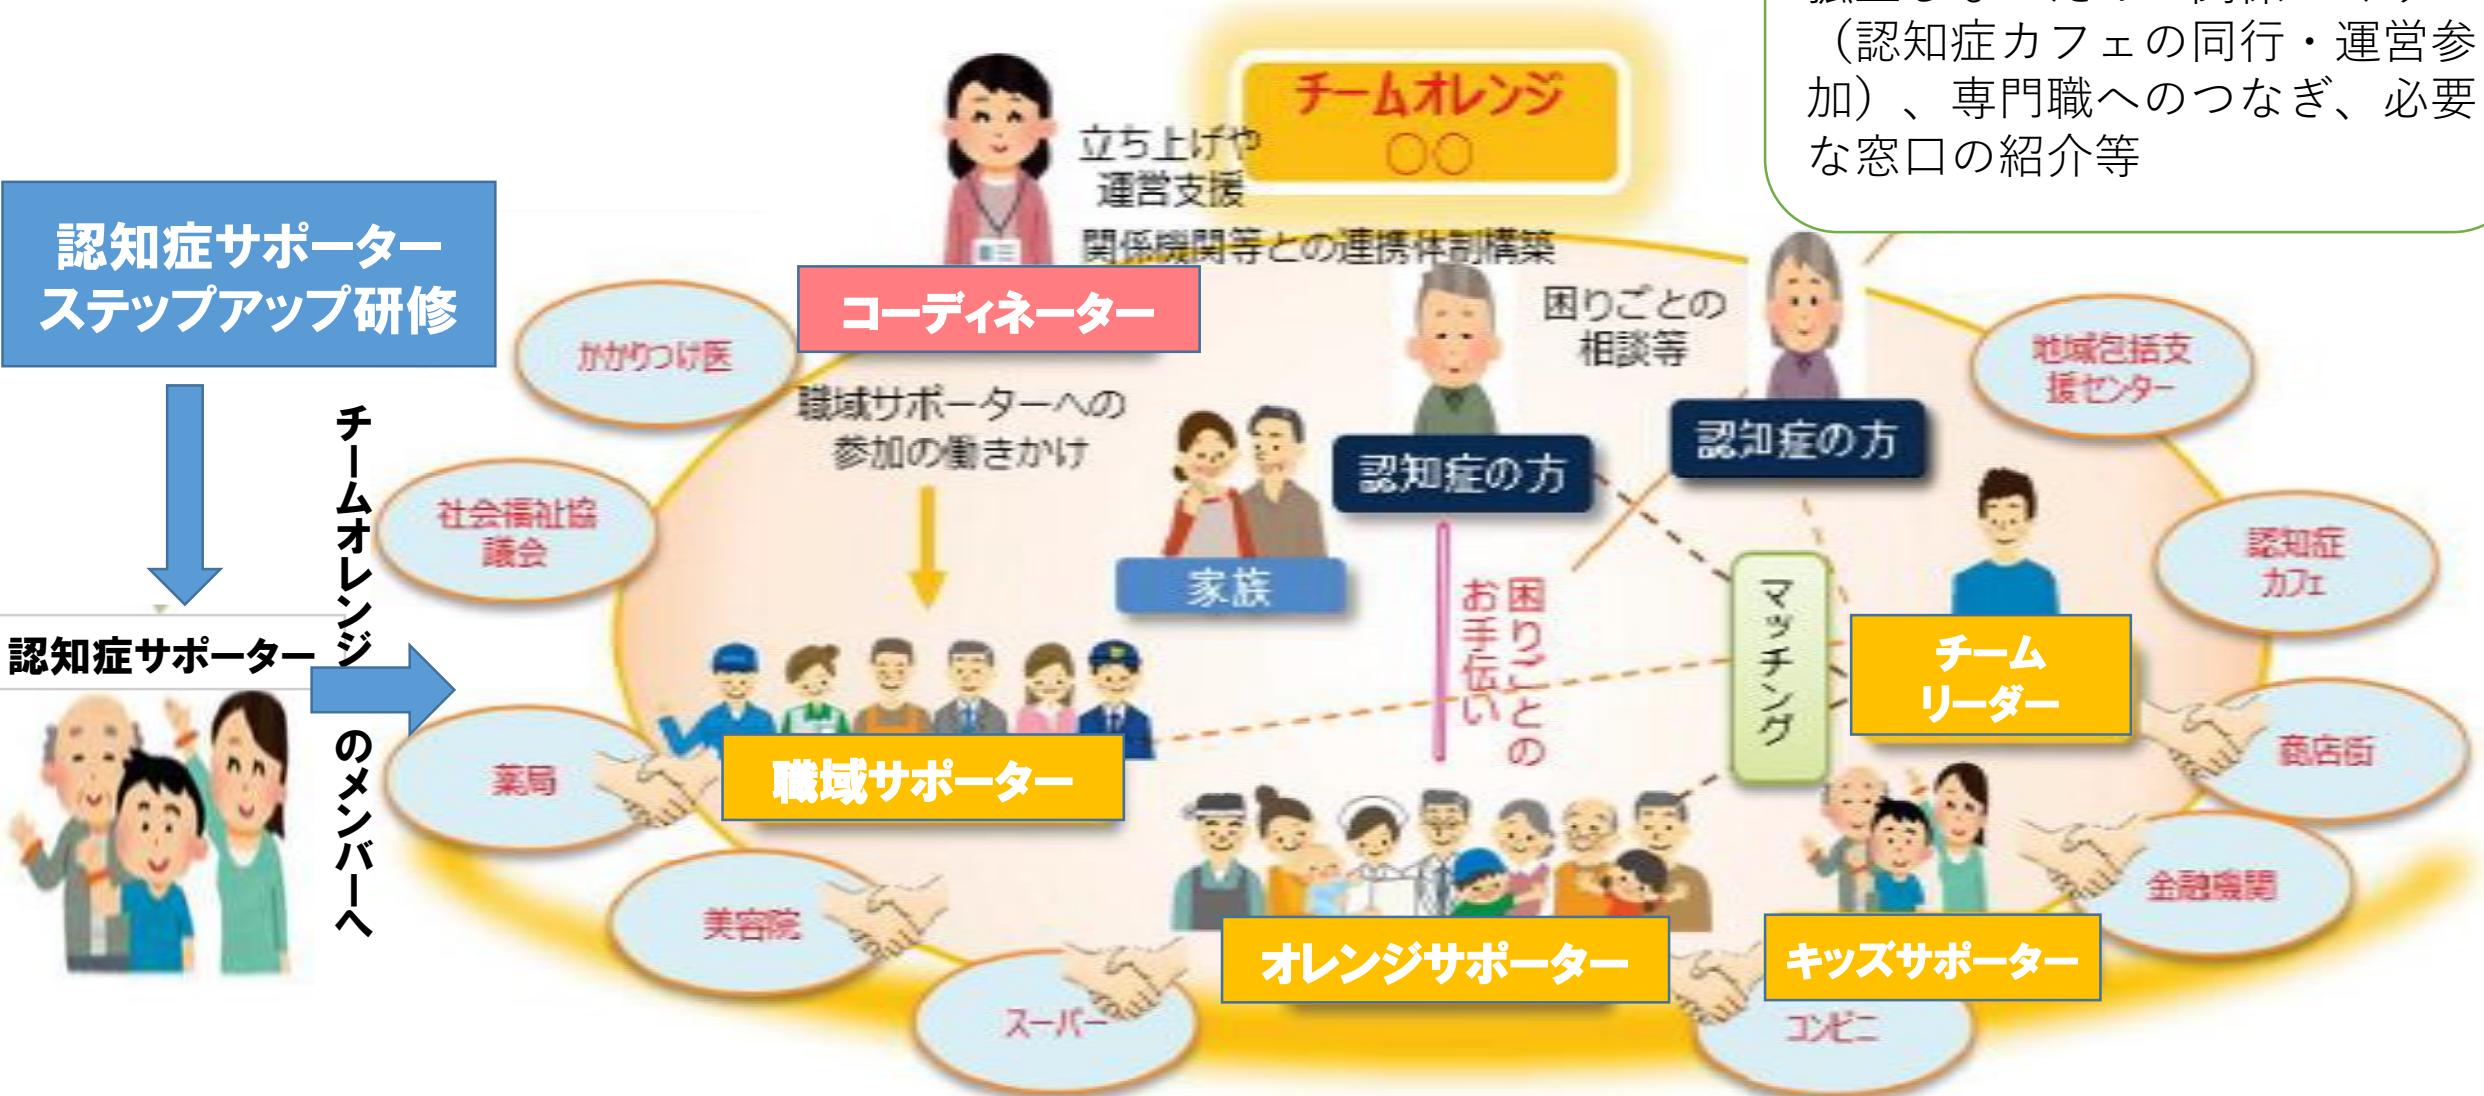 （認知症カフェの同行・運営参
加）、専門職へのつなぎ、必要
な窓口の紹介等
チームオレンジ
○○
立ち上げや
運営支援
関係機関等との連携体制構築
コーディネーター
認知症サポーター
ステップアップ研修
認知症サポーター
チームオレンジ のメンバーへ
かかりつけ医
社会福祉協
議会
薬局
美容院
スーパー
コンビニ
金融機関
商店街
認知症
カフェ
地域包括支
援センター
職域サポーターへの
参加の働きかけ
困りごとの
相談等
認知症の方
認知症の方
家族
困りごとの
お手伝い
マッチング
チーム
リーダー
職域サポーター
オレンジサポーター
キッズサポーター